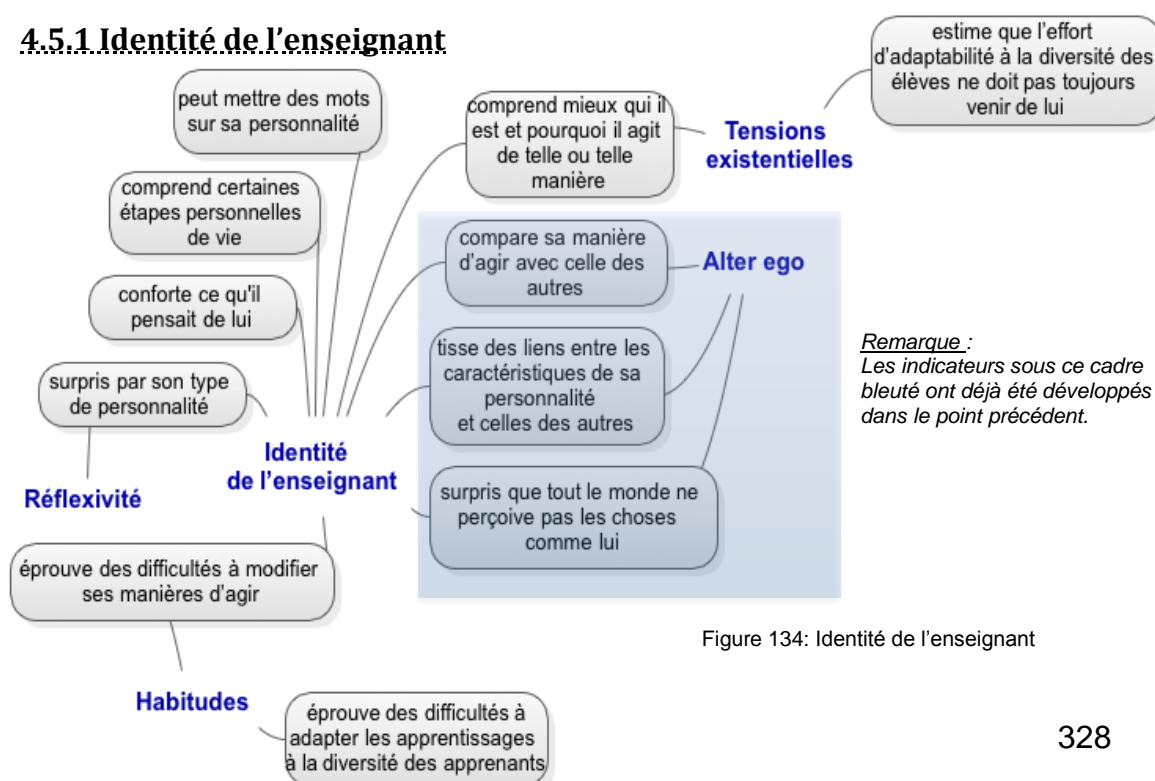 4.5.1 Identité de l'enseignant
estime que l'effort
d'adaptabilité à la diversité des
élèves ne doit pas toujours
venir de lui
peut mettre des mots
sur sa personnalité
comprend mieux qui il
est et pourquoi il agit
de telle ou telle
manière
Tensions
existentielles
comprend certaines
étapes personnelles
de vie
compare sa manière
d'agir avec celle des
autres
Alter ego
conforte ce qu'il
pensait de lui
tisse des liens entre les
caractéristiques de sa
personnalité
et celles des autres
Remarque :
Les indicateurs sous ce cadre
bleuté ont déjà été développés
dans le point précédent.
surpris par son type
de personnalité
Identité
de l'enseignant
Réflexivité
surpris que tout le monde ne
perçoive pas les choses
comme lui
éprouve des difficultés à modifier
ses manières d'agir
Figure 134: Identité de l'enseignant
Habitudes
éprouve des difficultés à
adapter les apprentissages
à la diversité des apprenants
328